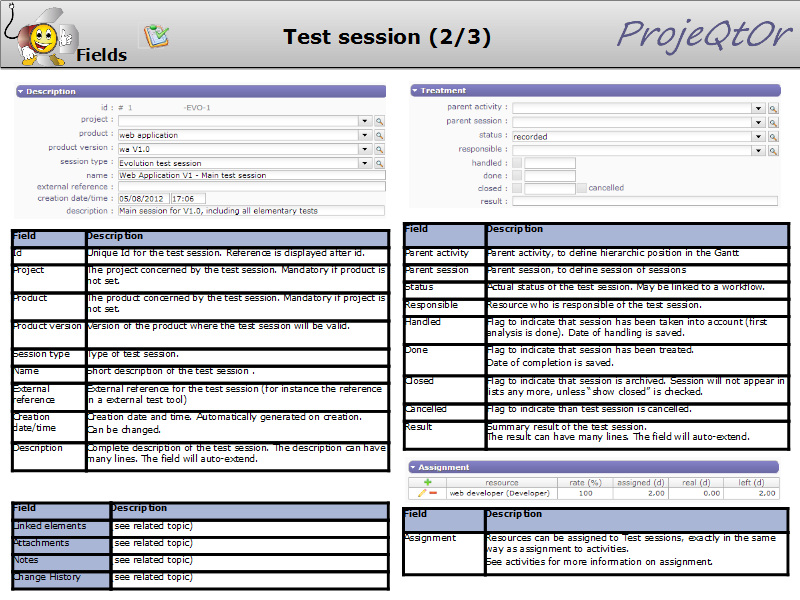 Fields
Test session (2/3)
ProjeQtOr
Description
id : # 1 -EVO-1
project :
product : web application
product version : wa V1.0
session type : Evolution test session
name : Web Application V1 - Main test session
external reference :
creation date/time : 05/08/2012 17:06
description : Main session for V1.0, including all elementary tests
Field Description
Id Unique Id for the test session. Reference is displayed after id.
Project The project concerned by the test session. Mandatory if product is
not set.
Product The product concerned by the test session. Mandatory if project is
not set.
Product version Version of the product where the test session will be valid.
Session type Type of test session.
Name Short description of the test session .
External External reference for the test session (for instance the reference
reference in a external test tool)
Creation Creation date and time. Automatically generated on creation.
date/time Can be changed.
Description Complete description of the test session. The description can have
many lines. The field will auto-extend.
Field Description
Linked elements (see related topic)
Attachments (see related topic)
Notes (see related topic)
Change History (see related topic)
Treatment
parent activity :
parent session :
status : recorded
responsible :
handled :
done :
closed : cancelled
result :
Field Description
Parent activity Parent activity, to define hierarchic position in the Gantt
Parent session Parent session, to define session of sessions
Status Actual status of the test session. May be linked to a workflow.
Responsible Resource who is responsible of the test session.
Handled Flag to indicate that session has been taken into account (first
analysis is done). Date of handling is saved.
Done Flag to indicate that session has been treated.
Date of completion is saved.
Closed Flag to indicate that session is archived. Session will not appear in
lists any more, unless "show closed" is checked.
Cancelled Flag to indicate than test session is cancelled.
Result Summary result of the test session.
The result can have many lines. The field will auto-extend.
Assignment
resource rate (%) assigned (d) real (d) left (d)
web developer (Developer) 100 2,00 0.00 2,00
Field Description
Assignment Resources can be assigned to Test sessions, exactly in the same
way as assignment to activities.
See activities for more information on assignment.